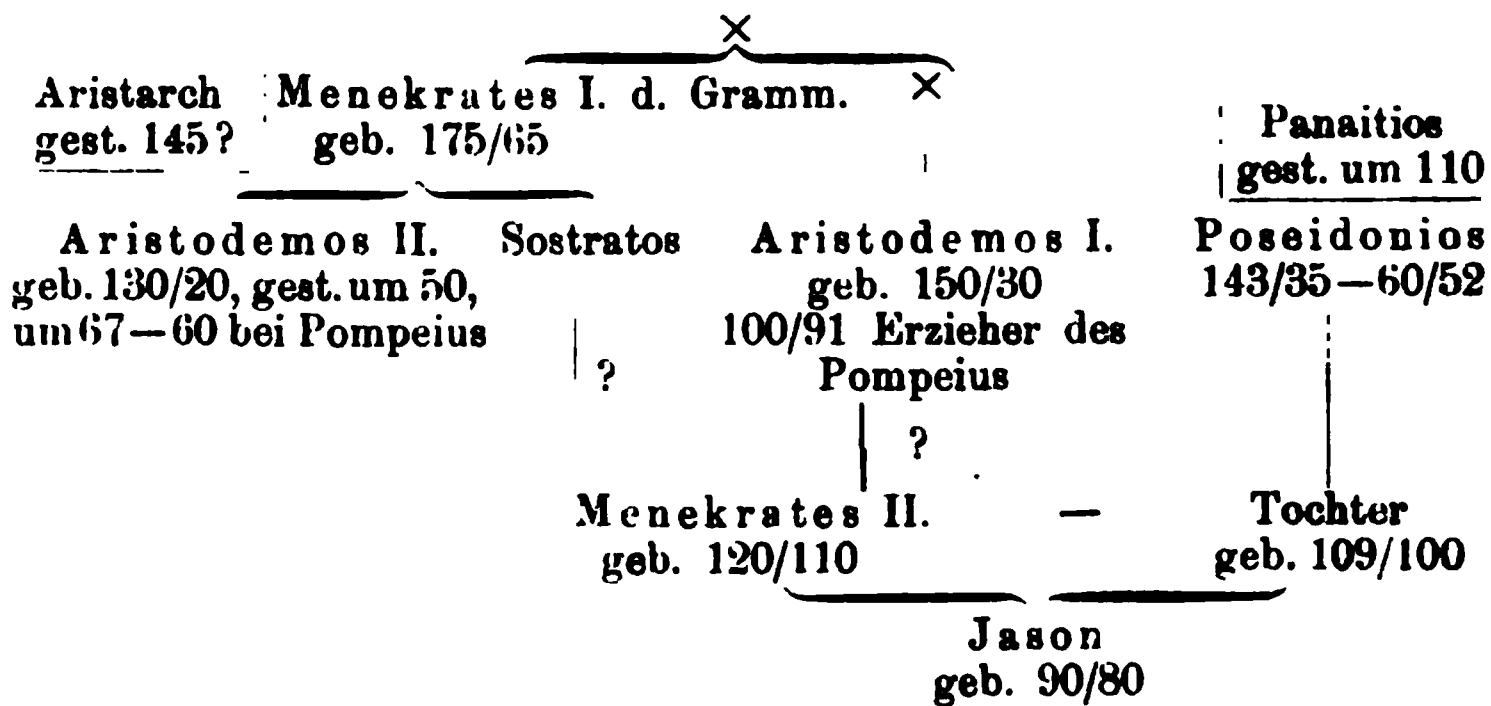 ×
Aristarch Menekrates I. d. Gramm. ×
gest. 145? geb. 175/65
Panaitios
gest. um 110
Aristodemos II. Sostratos Aristodemos I. Poseidonios
geb. 130/20, gest. um 50, geb. 150/30 143/35—60/52
um 67—60 bei Pompeius 100/91 Erzieher des
? Pompeius
?
Menekrates II. — Tochter
geb. 120/110 geb. 109/100
Jason
geb. 90/80